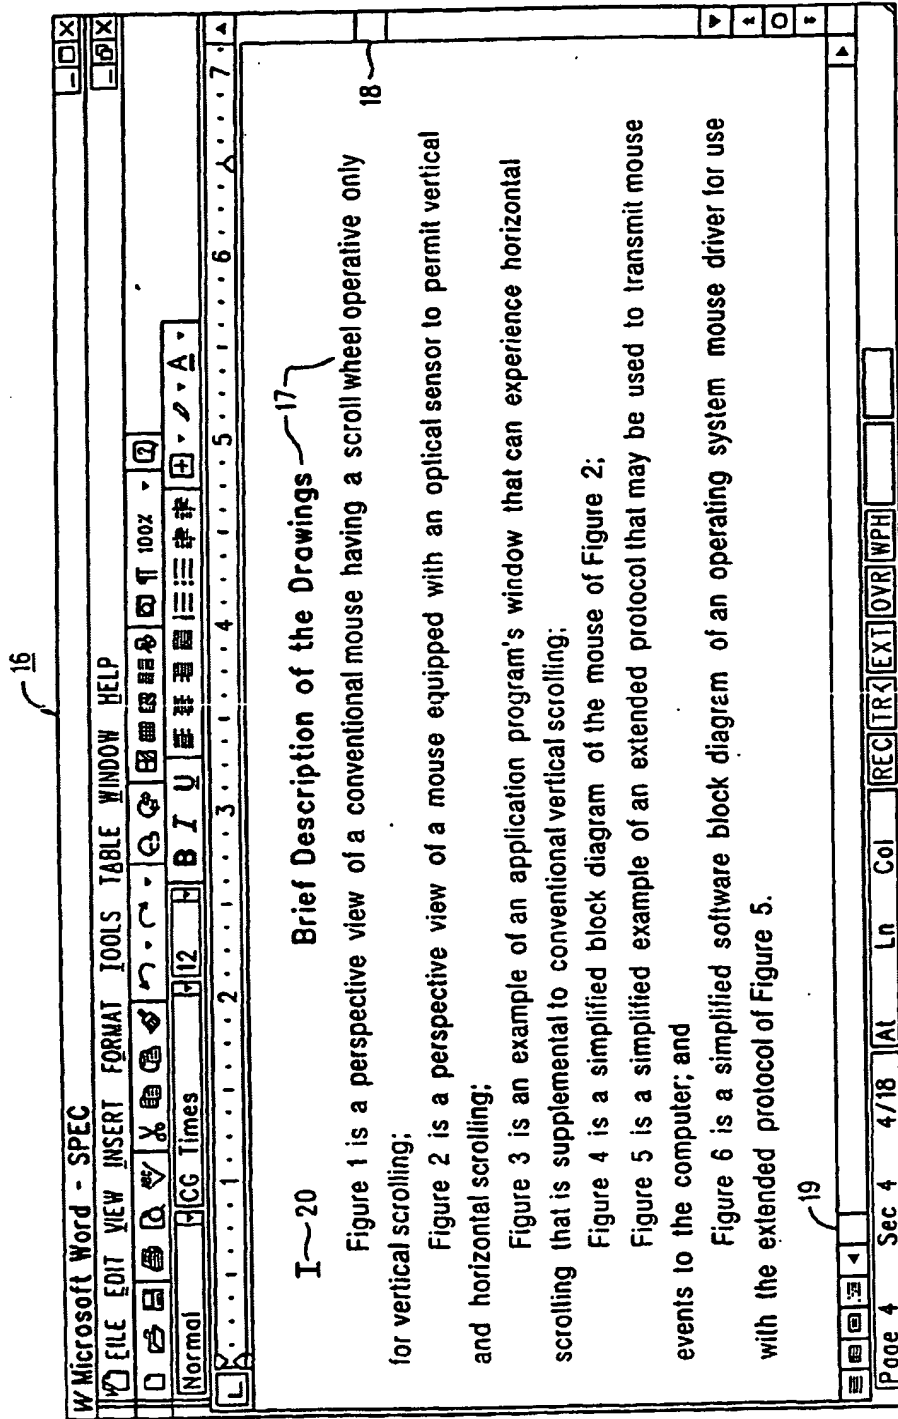 16
W Microsoft Word - SPEC
FILE EDIT VIEW INSERT FORMAT TOOLS TABLE WINDOW HELP
100%
Normal CG Times 12 B I U A
L 1 2 3 4 5 6 7
I 20 Brief Description of the Drawings 17
Figure 1 is a perspective view of a conventional mouse having a scroll wheel operative only
for vertical scrolling;
Figure 2 is a perspective view of a mouse equipped with an optical sensor to permit vertical
and horizontal scrolling;
Figure 3 is an example of an application program's window that can experience horizontal
scrolling that is supplemental to conventional vertical scrolling;
Figure 4 is a simplified block diagram of the mouse of Figure 2;
Figure 5 is a simplified example of an extended protocol that may be used to transmit mouse
events to the computer; and
Figure 6 is a simplified software block diagram of an operating system mouse driver for use
with the extended protocol of Figure 5.
18
19
Page 4 Sec 4 4/18 At Ln Col REC TRK EXT OVR WPH